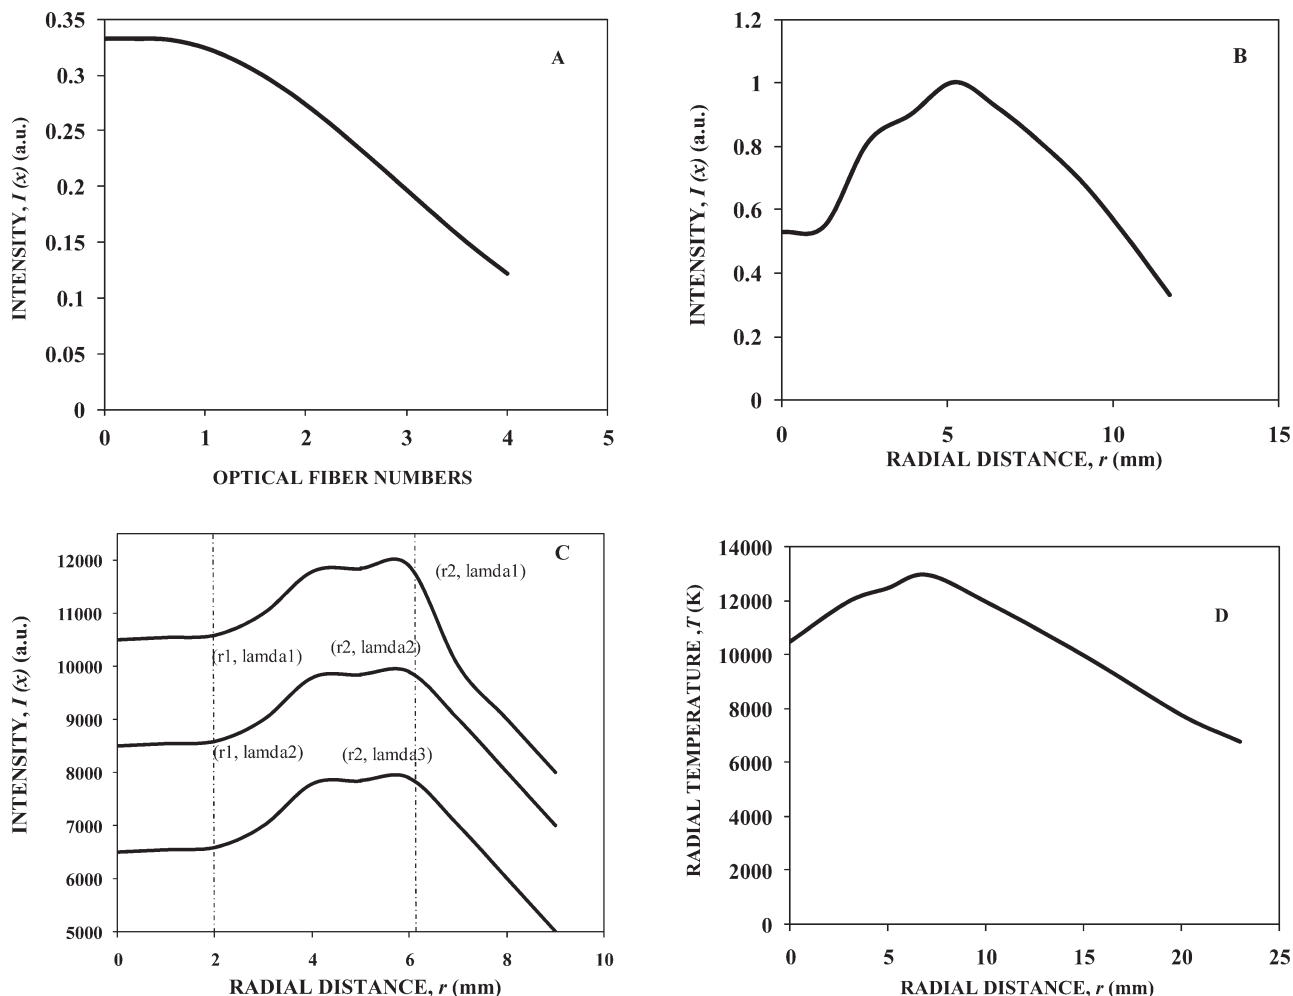 0.35
0.3
0.25
0.2
0.15
0.1
0.05
0
0 1 2 3 4 5
INTENSITY, I (x) (a.u.)
OPTICAL FIBER NUMBERS
A
1.2
1
0.8
0.6
0.4
0.2
0
0 5 10 15
INTENSITY, I (x) (a.u.)
RADIAL DISTANCE, r (mm)
B
12000
11000
10000
9000
8000
7000
6000
5000
0 2 4 6 8 10
INTENSITY, I (x) (a.u.)
RADIAL DISTANCE, r (mm)
C
(r2, lamda1)
(r1, lamda1)
(r2, lamda2)
(r1, lamda2)
(r2, lamda3)
14000
12000
10000
8000
6000
4000
2000
0
0 5 10 15 20 25
RADIAL TEMPERATURE ,T (K)
RADIAL DISTANCE, r (mm)
D